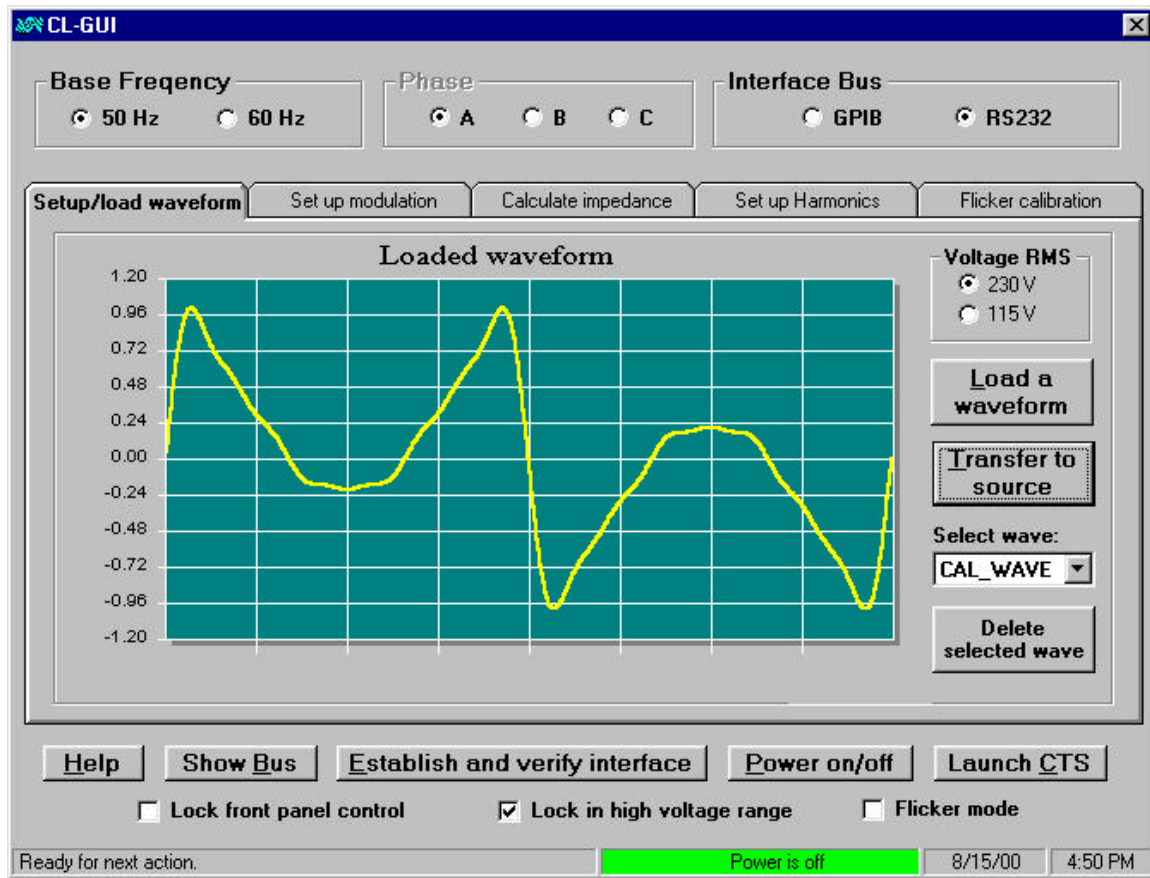 CL-GUI
Base Freqency
50 Hz
60 Hz
Phase
A
B
C
Interface Bus
GPIB
RS232
Setup/load waveform
Set up modulation
Calculate impedance
Set up Harmonics
Flicker calibration
Loaded waveform
1.20
0.96
0.72
0.48
0.24
0.00
-0.24
-0.48
-0.72
-0.96
-1.20
Voltage RMS
230 V
115 V
Load a
waveform
Transfer to
source
Select wave:
CAL_WAVE
Delete
selected wave
Help
Show Bus
Establish and verify interface
Power on/off
Launch CTS
Lock front panel control
Lock in high voltage range
Flicker mode
Ready for next action.
Power is off
8/15/00
4:50 PM